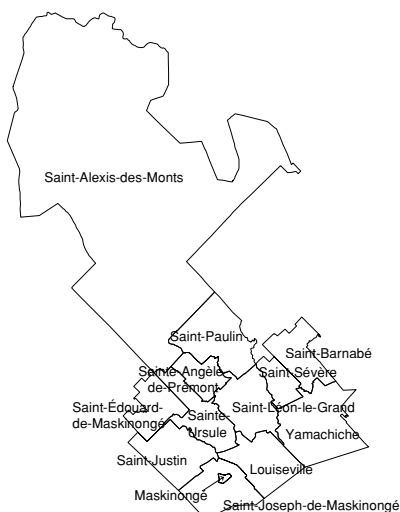 Saint-Alexis-des-Monts
Saint-Paulin
Saint-Barnabé
Sainte-Angèle-
de-Prémont
Saint-Sévère
Saint-Édouard-
de-Maskinongé
Sainte-
Ursule
Saint-Léon-le-Grand
Yamachiche
Saint-Justin
Louiseville
Maskinongé
Saint-Joseph-de-Maskinongé